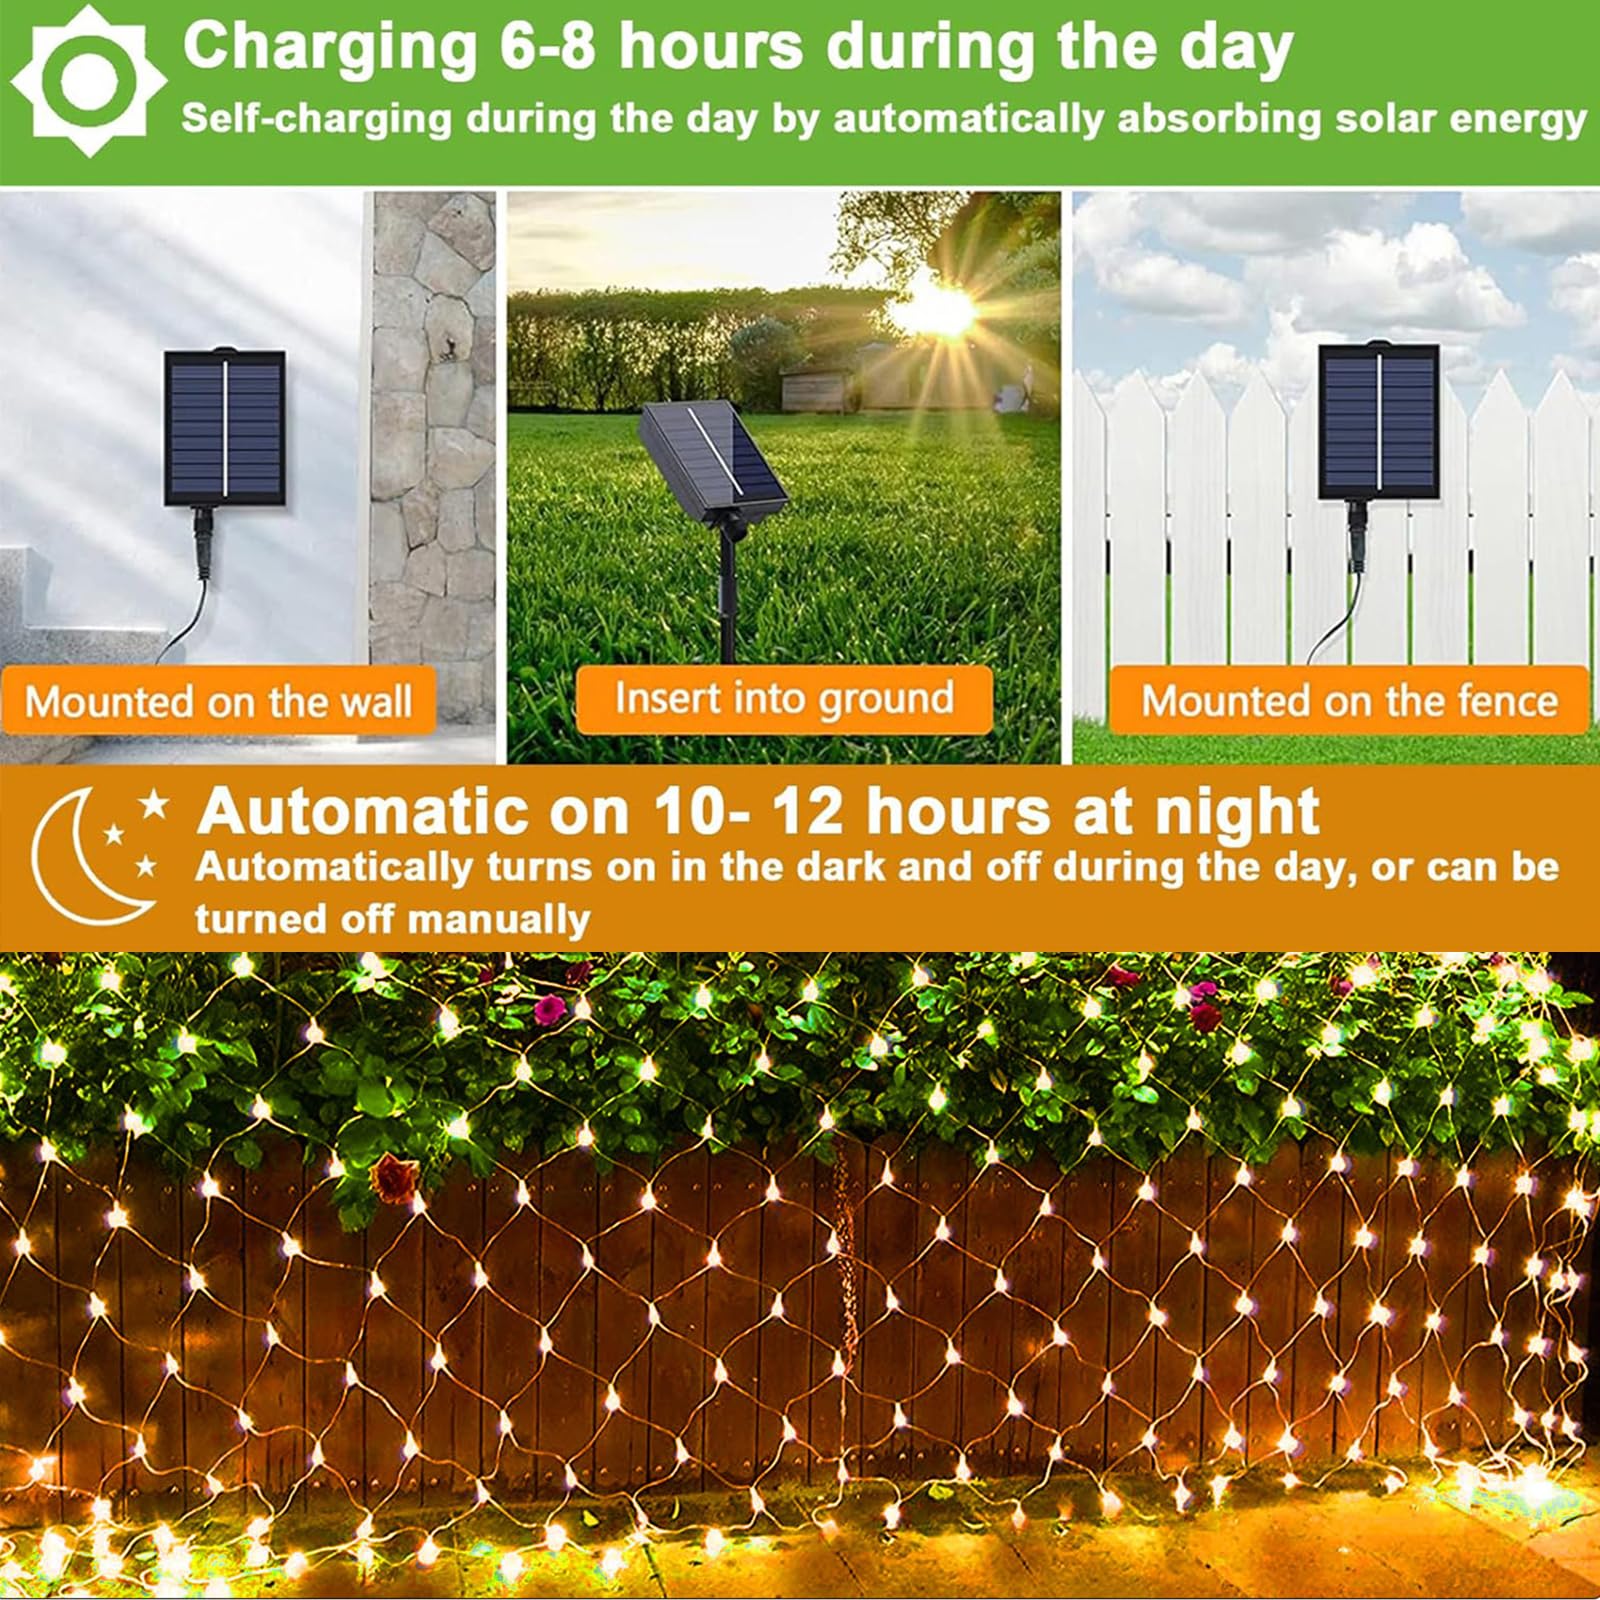 Charging 6-8 hours during the day
Self-charging during the day by automatically absorbing solar energy
Mounted on the wall
Insert into ground
Mounted on the fence
Automatic on 10- 12 hours at night
Automatically turns on in the dark and off during the day, or can be
turned off manually